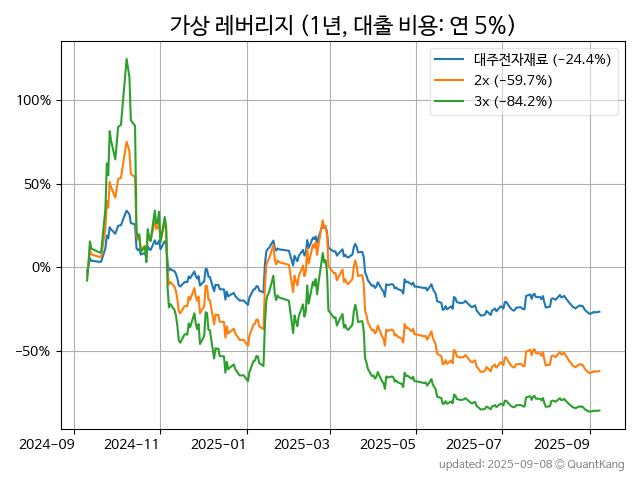 가상 레버리지 (1년, 대출 비용: 연 5%)
대주전자재료 (−24.4%)
2x (−59.7%)
3x (−84.2%)
100%
50%
0%
−50%
2024-09
2024-11
2025-01
2025-03
2025-05
2025-07
2025-09
updated: 2025-09-08 © QuantKang